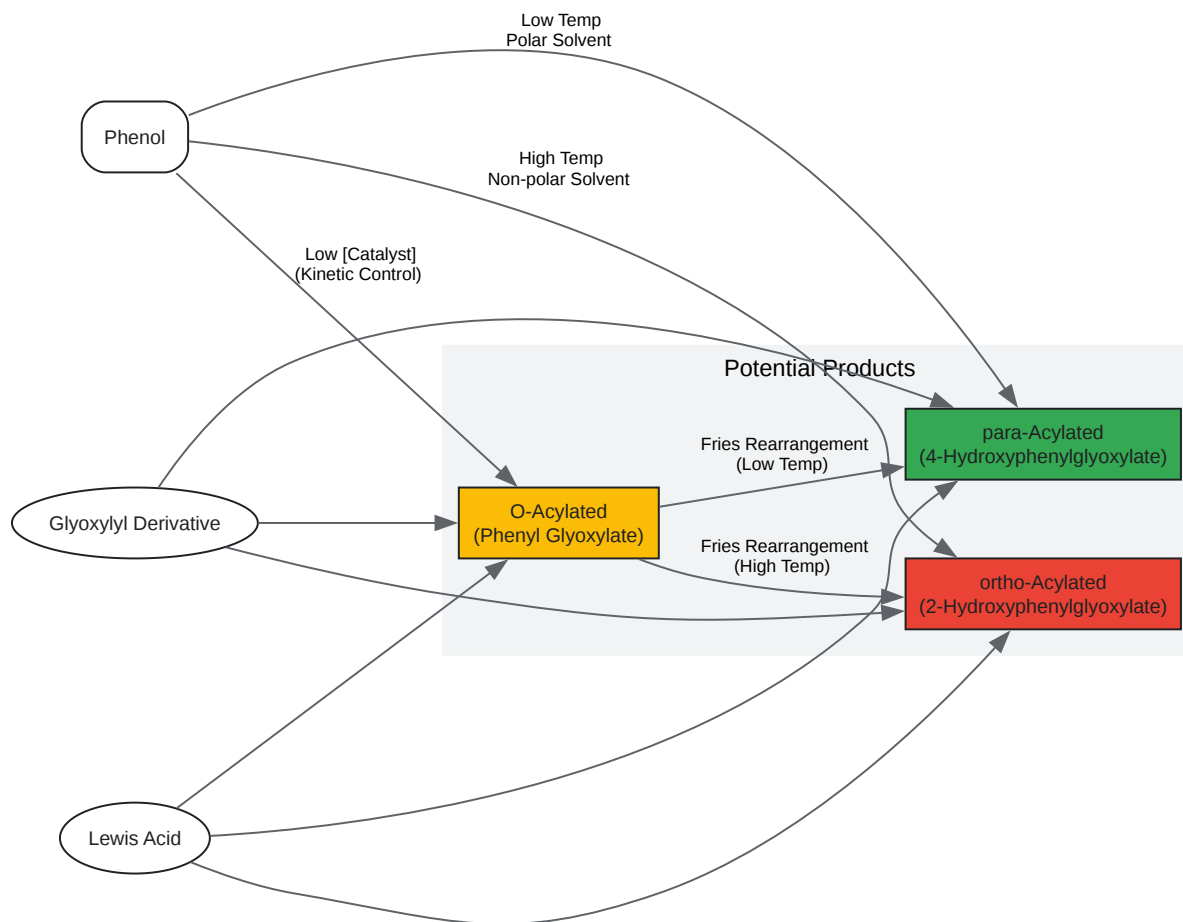 Low Temp
Polar Solvent
Phenol
High Temp
Non-polar Solvent
Low [Catalyst]
(Kinetic Control)
Potential Products
para-Acylated
(4-Hydroxyphenylglyoxylate)
Fries Rearrangement
(Low Temp)
Glyoxylyl Derivative
O-Acylated
(Phenyl Glyoxylate)
Fries Rearrangement
(High Temp)
ortho-Acylated
(2-Hydroxyphenylglyoxylate)
Lewis Acid